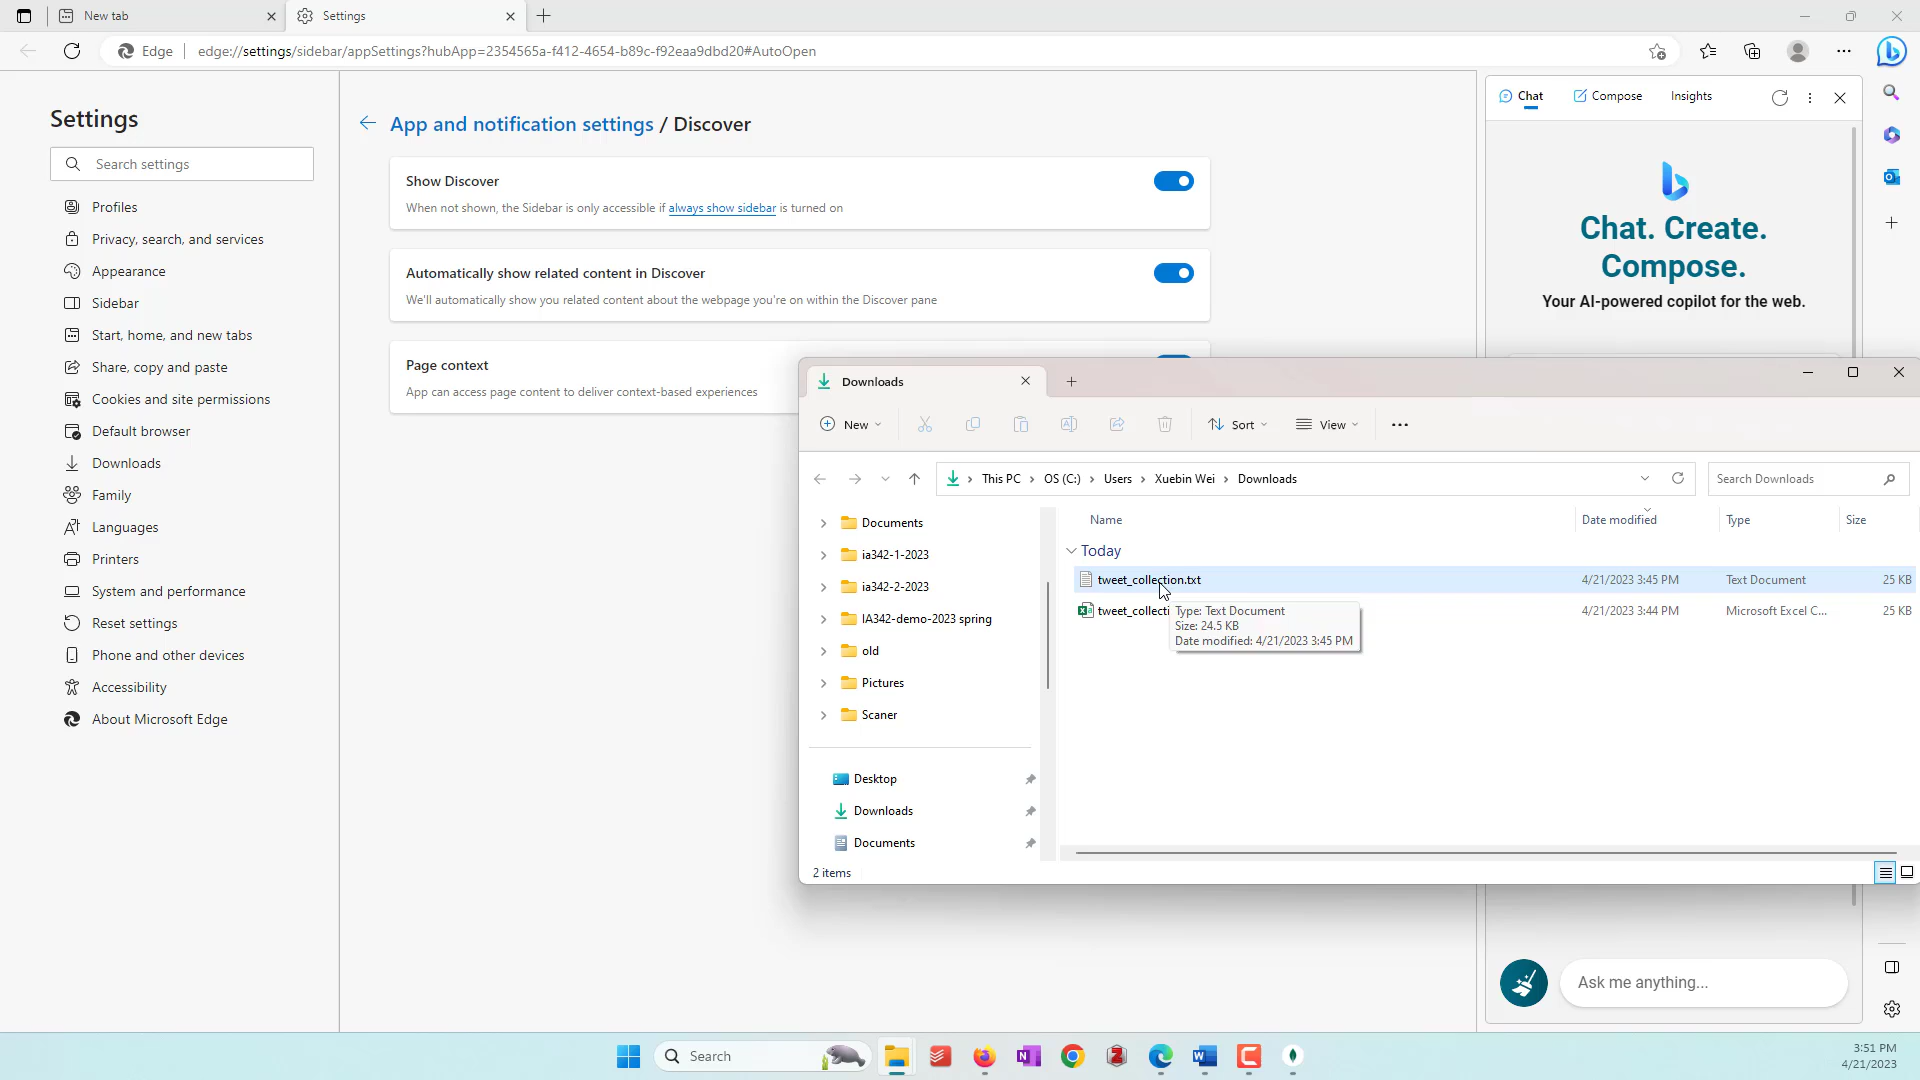 New tab
Settings
Edge
edge://settings/sidebar/appSettings?hubApp=2354565a-f412-4654-b89c-f92eaa9dbd20#AutoOpen
Settings
Search settings
Profiles
Privacy, search, and services
Appearance
Sidebar
Start, home, and new tabs
Share, copy and paste
Cookies and site permissions
Default browser
Downloads
Family
Languages
Printers
System and performance
Reset settings
Phone and other devices
Accessibility
About Microsoft Edge
App and notification settings / Discover
Show Discover
When not shown, the Sidebar is only accessible if always show sidebar is turned on
Automatically show related content in Discover
We'll automatically show you related content about the webpage you're on within the Discover pane
Page context
App can access page content to deliver context-based experiences
Chat
Compose
Insights
Chat. Create.
Compose.
Your AI-powered copilot for the web.
Downloads
New
Sort
View
This PC > OS (C:) > Users > Xuebin Wei > Downloads
Search Downloads
Documents
ia342-1-2023
ia342-2-2023
IA342-demo-2023 spring
old
Pictures
Scaner
Desktop
Downloads
Documents
Name Date modified Type Size
Today
tweet_collection.txt 4/21/2023 3:45 PM Text Document 25 KB
tweet_collecti 4/21/2023 3:44 PM Microsoft Excel C... 25 KB
Type: Text Document
Size: 24.5 KB
Date modified: 4/21/2023 3:45 PM
2 items
Ask me anything...
Search
3:51 PM
4/21/2023